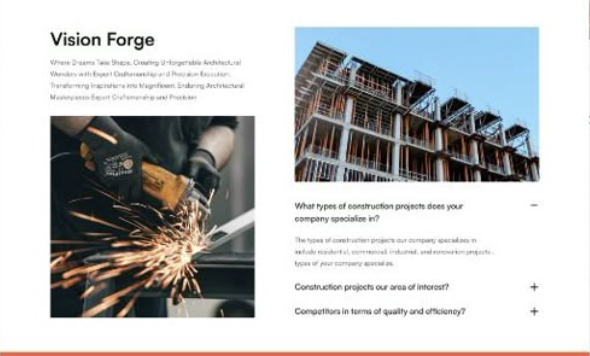 Vision Forge
Where Dreams Take Shape, Creating Unforgettable Architectural
Wonders with Expert Craftsmanship and Precision Execution.
Transforming Inspirations into Magnificent, Enduring Architectural
Masterpieces Expert Craftsmanship and Precision
What types of construction projects does your
company specialize in?
The types of construction projects our company specializes in
include residential, commercial, industrial, and renovation projects .
types of your company specialize.
Construction projects our area of interest?
Competitors in terms of quality and efficiency?